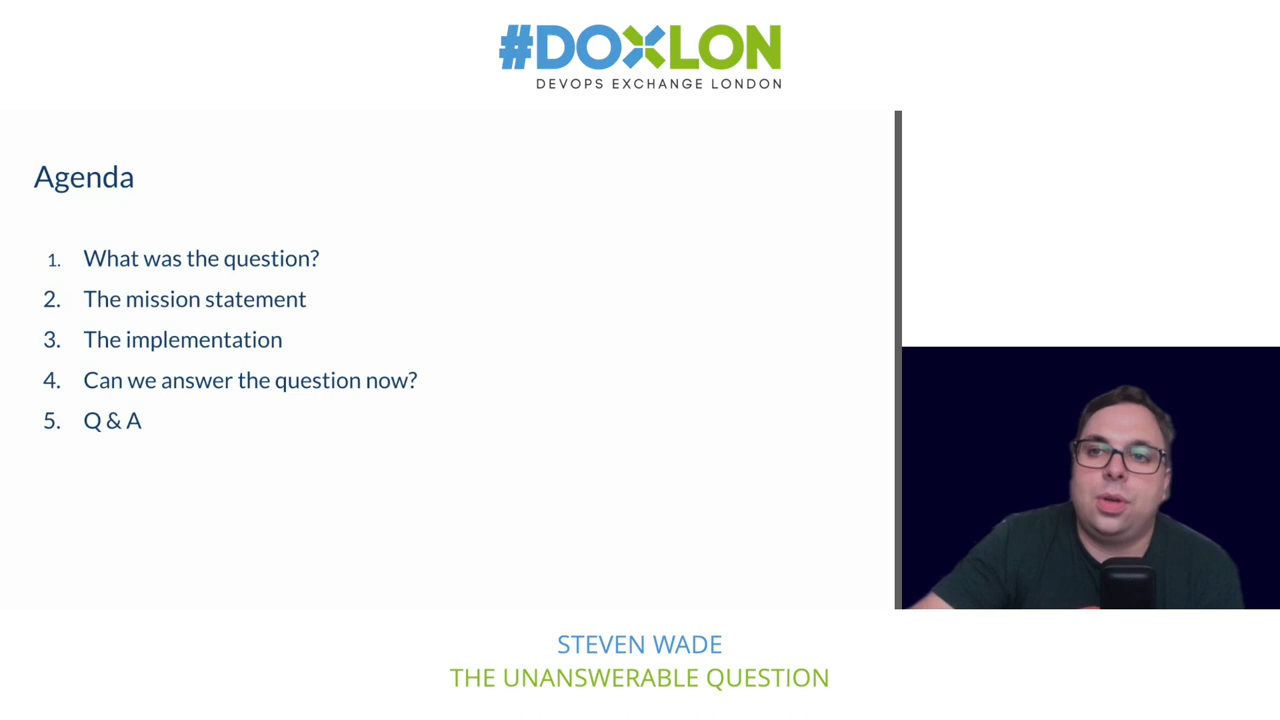 #DOXLON
DEVOPS EXCHANGE LONDON
Agenda
1. What was the question?
2. The mission statement
3. The implementation
4. Can we answer the question now?
5. Q & A
STEVEN WADE
THE UNANSWERABLE QUESTION